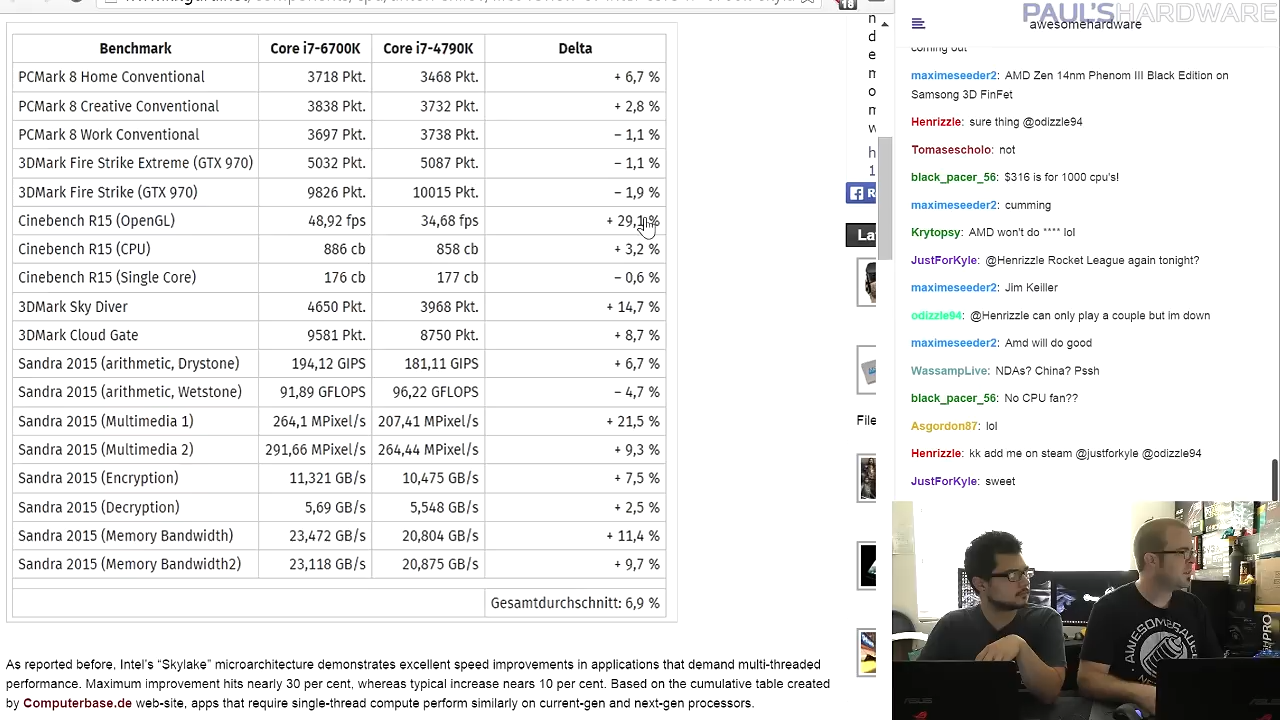 Benchmark Core i7-6700K Core i7-4790K Delta
PCMark 8 Home Conventional 3718 Pkt. 3468 Pkt. + 6,7 %
PCMark 8 Creative Conventional 3838 Pkt. 3732 Pkt. + 2,8 %
PCMark 8 Work Conventional 3697 Pkt. 3738 Pkt. − 1,1 %
3DMark Fire Strike Extreme (GTX 970) 5032 Pkt. 5087 Pkt. − 1,1 %
3DMark Fire Strike (GTX 970) 9826 Pkt. 10015 Pkt. − 1,9 %
Cinebench R15 (OpenGL) 48,92 fps 34,68 fps + 29,1 %
Cinebench R15 (CPU) 886 cb 858 cb + 3,2 %
Cinebench R15 (Single Core) 176 cb 177 cb − 0,6 %
3DMark Sky Diver 4650 Pkt. 3968 Pkt. + 14,7 %
3DMark Cloud Gate 9581 Pkt. 8750 Pkt. + 8,7 %
Sandra 2015 (arithmetic, Drystone) 194,12 GIPS 181,11 GIPS + 6,7 %
Sandra 2015 (arithmetic, Wetstone) 91,89 GFLOPS 96,22 GFLOPS − 4,7 %
Sandra 2015 (Multimedia 1) 264,1 MPixel/s 207,41 MPixel/s + 21,5 %
Sandra 2015 (Multimedia 2) 291,66 MPixel/s 264,44 MPixel/s + 9,3 %
Sandra 2015 (Encryption) 11,321 GB/s 10,475 GB/s + 7,5 %
Sandra 2015 (Decryption) 5,69 GB/s 5,548 GB/s + 2,5 %
Sandra 2015 (Memory Bandwidth) 23,472 GB/s 20,804 GB/s + 11,4 %
Sandra 2015 (Memory Bandwidth2) 23,118 GB/s 20,875 GB/s + 9,7 %
Gesamtdurchschnitt: 6,9 %
As reported before, Intel's "Skylake" microarchitecture demonstrates excellent speed improvements in applications that demand multi-threaded
performance. Maximum improvement hits nearly 30 per cent, whereas typical increase nears 10 per cent. Based on the cumulative table created
by Computerbase.de web-site apps that require single-thread compute perform similarly on current-gen and next-gen processors.
18
La
File
PAUL'SHARDWARE
awesomehardware
coming out
maximeseeder2: AMD Zen 14nm Phenom III Black Edition on
Samsong 3D FinFet
Henrizzle: sure thing @odizzle94
Tomasescholo: not
black_pacer_56: $316 is for 1000 cpu's!
maximeseeder2: cumming
Krytopsy: AMD won't do **** lol
JustForKyle: @Henrizzle Rocket League again tonight?
maximeseeder2: Jim Keiller
odizzle94: @Henrizzle can only play a couple but im down
maximeseeder2: Amd will do good
WassampLive: NDAs? China? Pssh
black_pacer_56: No CPU fan??
Asgordon87: lol
Henrizzle: kk add me on steam @justforkyle @odizzle94
JustForKyle: sweet